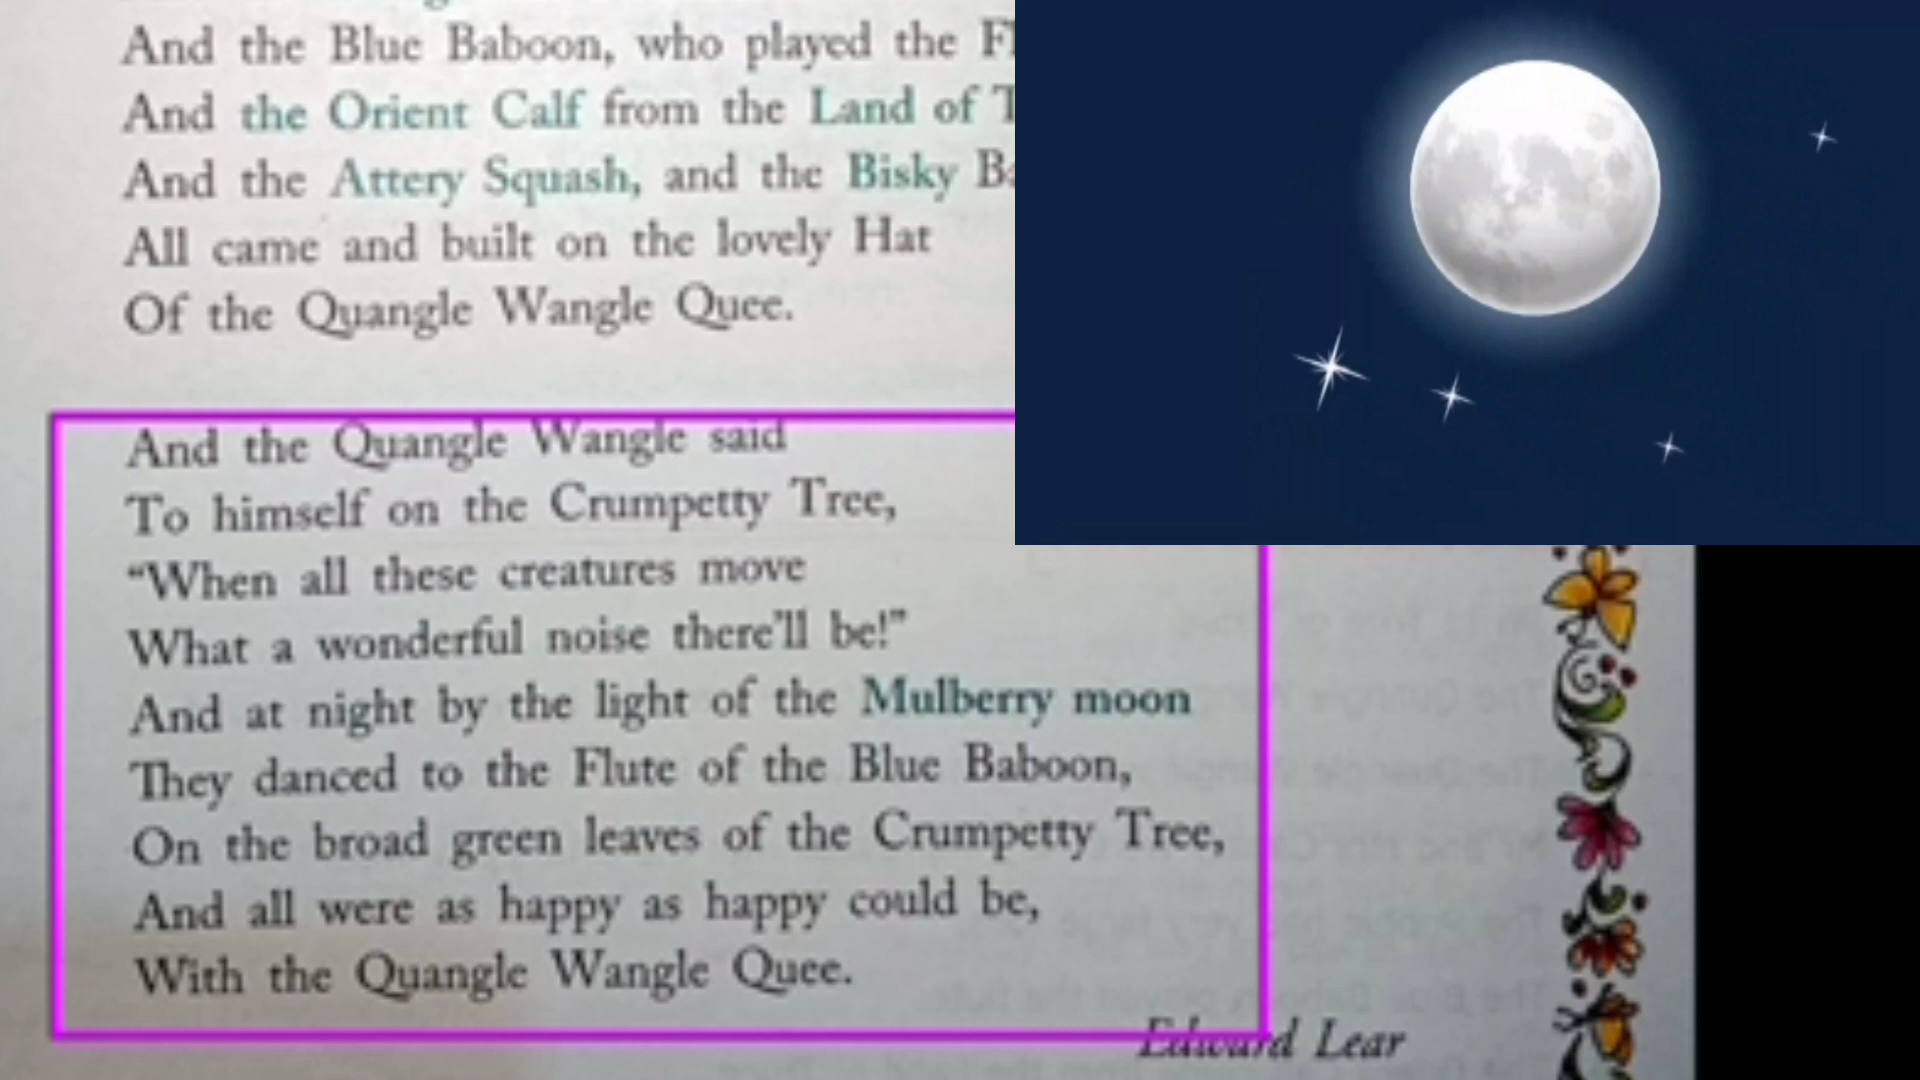 And the Blue Baboon, who played the
And the Orient Calf from the Land of
And the Attery Squash, and the Bisky
All came and built on the lovely Hat
Of the Quangle Wangle Quee.
And the Quangle Wangle said
To himself on the Crumpetty Tree,
“When all these creatures move
What a wonderful noise there'll be!”
And at night by the light of the Mulberry moon
They danced to the Flute of the Blue Baboon,
On the broad green leaves of the Crumpetty Tree,
And all were as happy as happy could be,
With the Quangle Wangle Quee.
Edward Lear